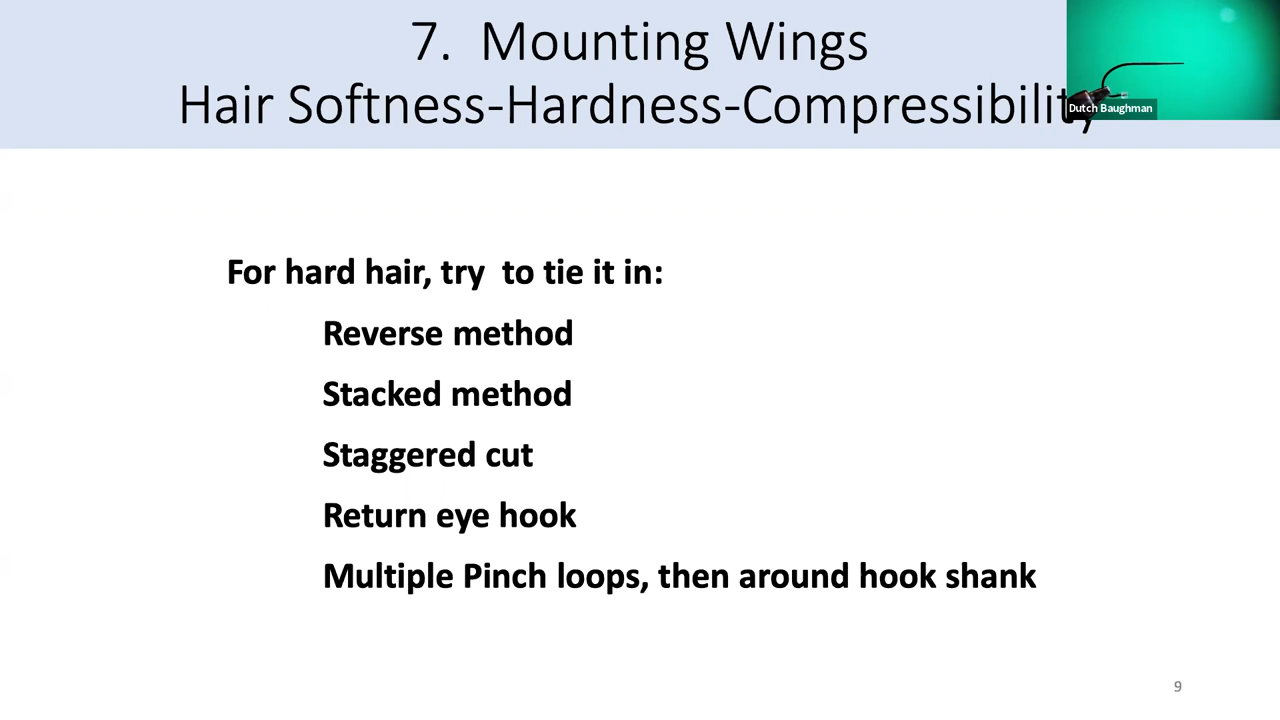 7. Mounting Wings
Hair Softness-Hardness-Compressibility
Dutch Baughman
For hard hair, try to tie it in:
Reverse method
Stacked method
Staggered cut
Return eye hook
Multiple Pinch loops, then around hook shank
9